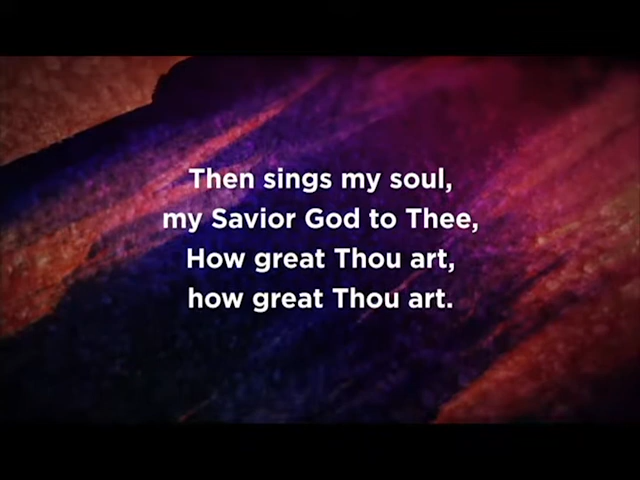 Then sings my soul,
my Savior God to Thee,
How great Thou art,
how great Thou art.